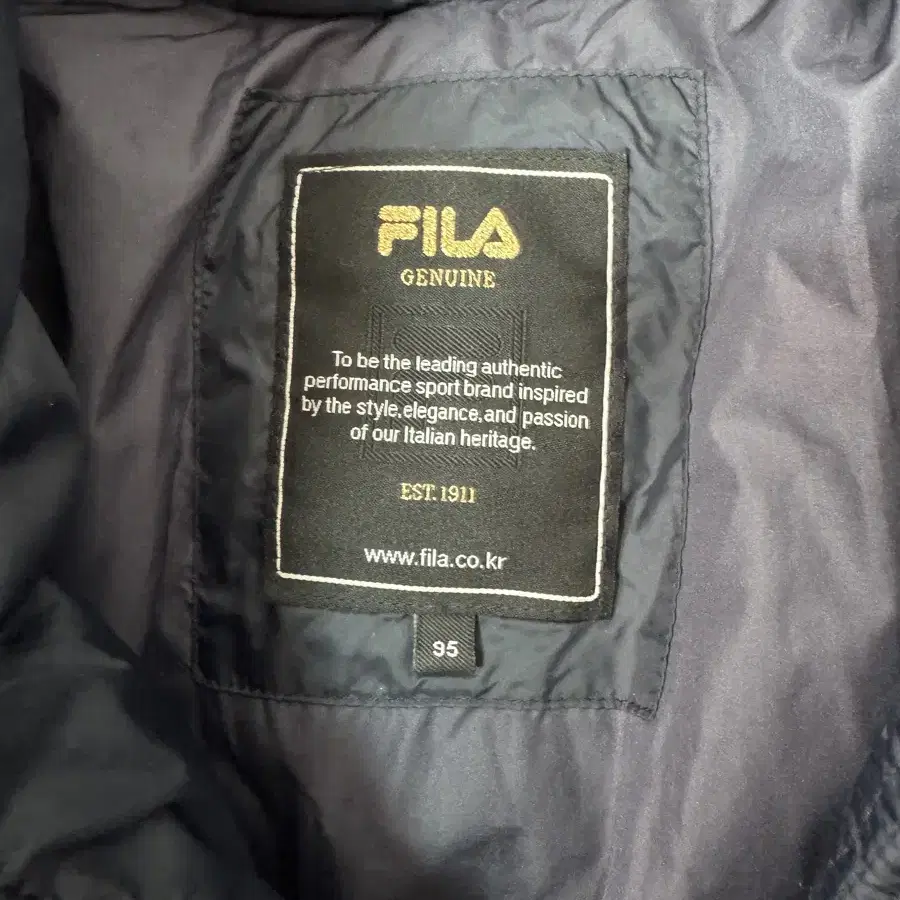 FILA
GENUINE
To be the leading authentic
performance sport brand inspired
by the style,elegance,and passion
of our Italian heritage.
EST. 1911
www.fila.co.kr
95